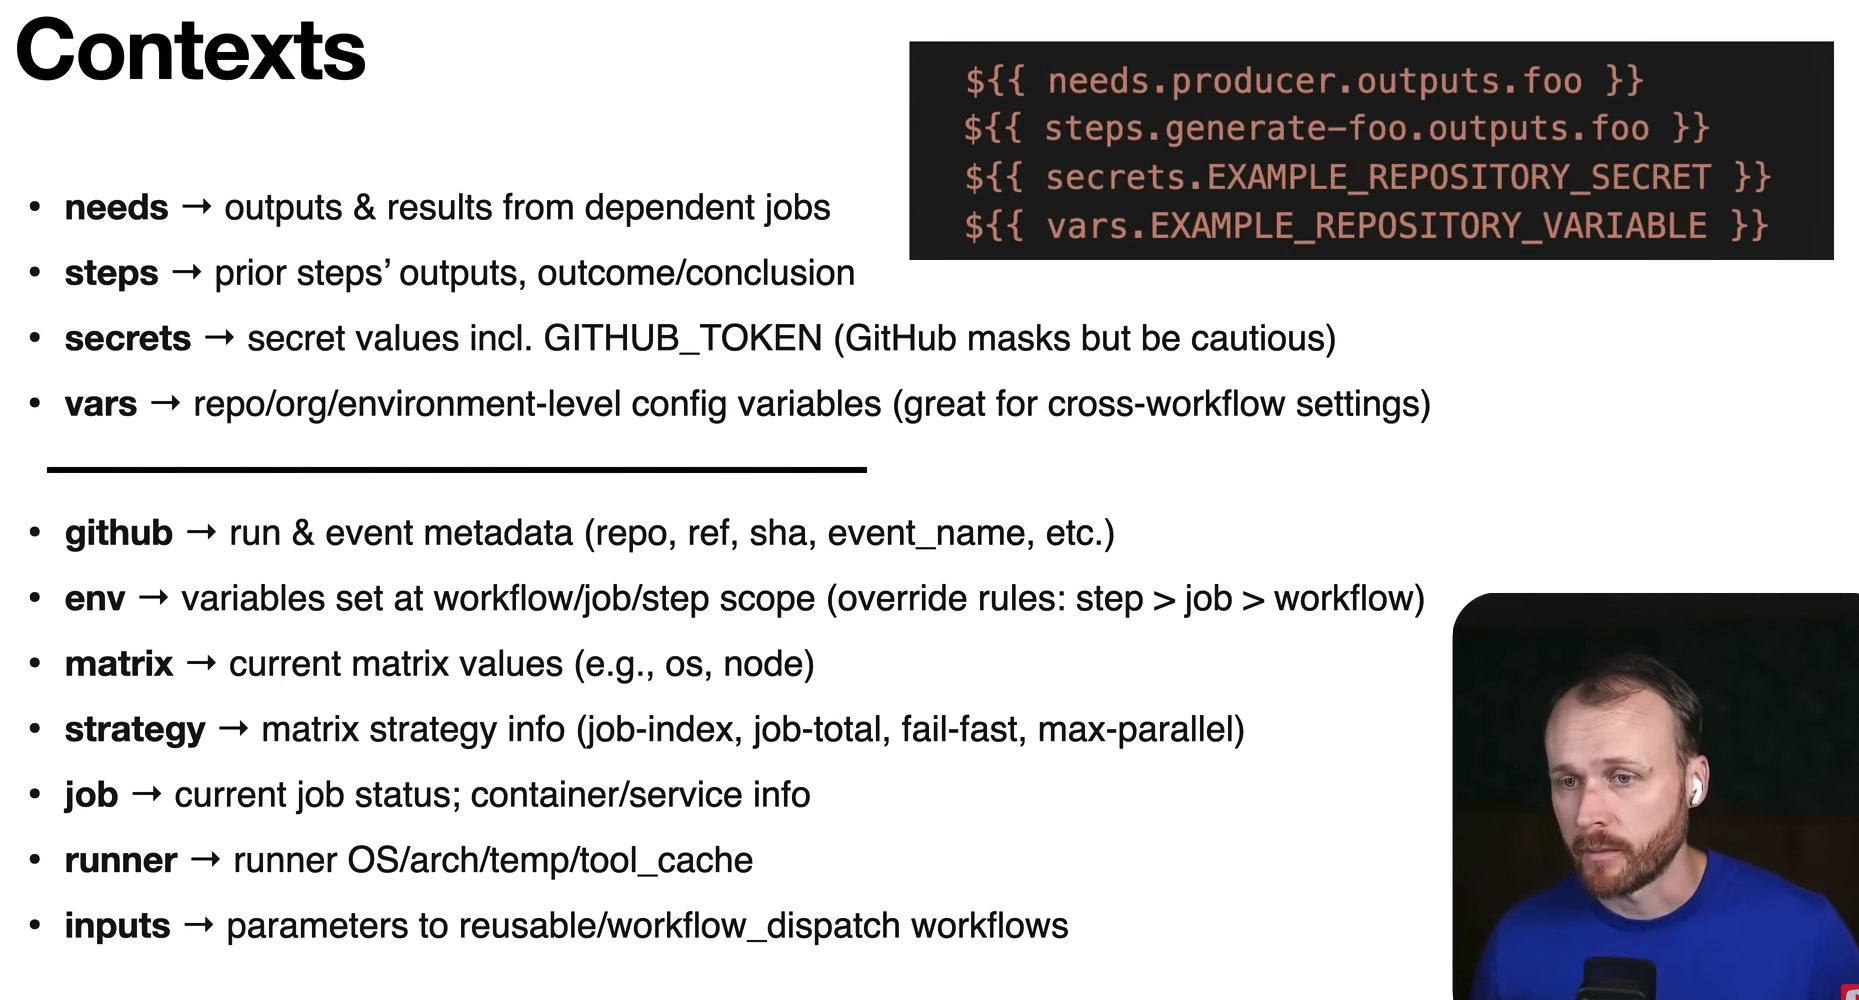 Contexts
${{ needs.producer.outputs.foo }}
${{ steps.generate-foo.outputs.foo }}
${{ secrets.EXAMPLE_REPOSITORY_SECRET }}
${{ vars.EXAMPLE_REPOSITORY_VARIABLE }}
• needs → outputs & results from dependent jobs
• steps → prior steps’ outputs, outcome/conclusion
• secrets → secret values incl. GITHUB_TOKEN (GitHub masks but be cautious)
• vars → repo/org/environment-level config variables (great for cross-workflow settings)
• github → run & event metadata (repo, ref, sha, event_name, etc.)
• env → variables set at workflow/job/step scope (override rules: step > job > workflow)
• matrix → current matrix values (e.g., os, node)
• strategy → matrix strategy info (job-index, job-total, fail-fast, max-parallel)
• job → current job status; container/service info
• runner → runner OS/arch/temp/tool_cache
• inputs → parameters to reusable/workflow_dispatch workflows